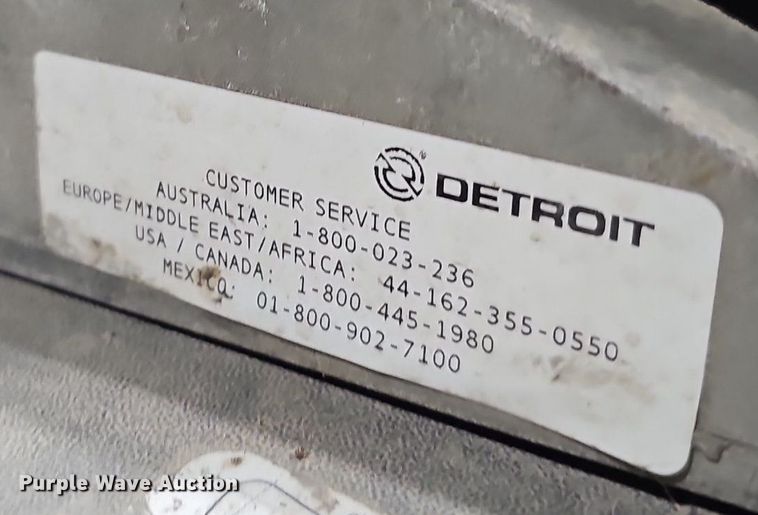 DETROIT
CUSTOMER SERVICE
AUSTRALIA: 1-800-023-236
EUROPE/MIDDLE EAST/AFRICA: 44-162-355-0550
USA / CANADA: 1-800-445-1980
MEXICO: 01-800-902-7100
Purple Wave Auction